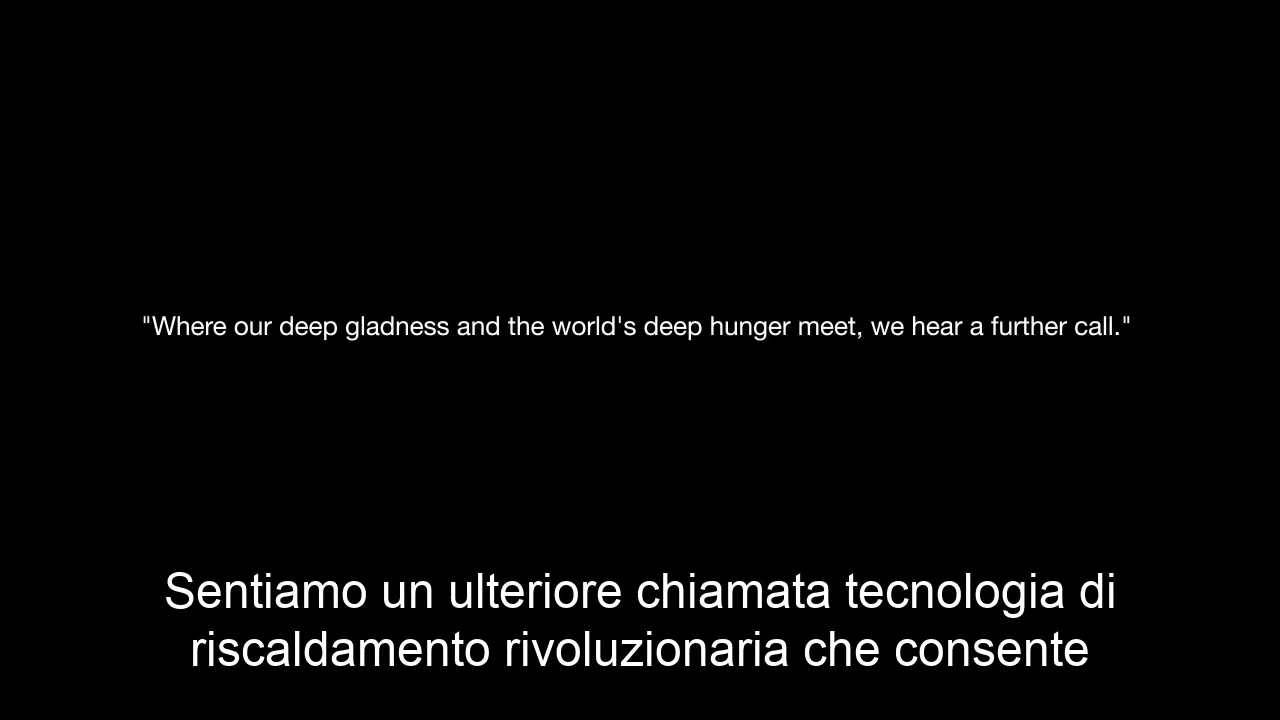 "Where our deep gladness and the world's deep hunger meet, we hear a further call."
Sentiamo un ulteriore chiamata tecnologia di
riscaldamento rivoluzionaria che consente